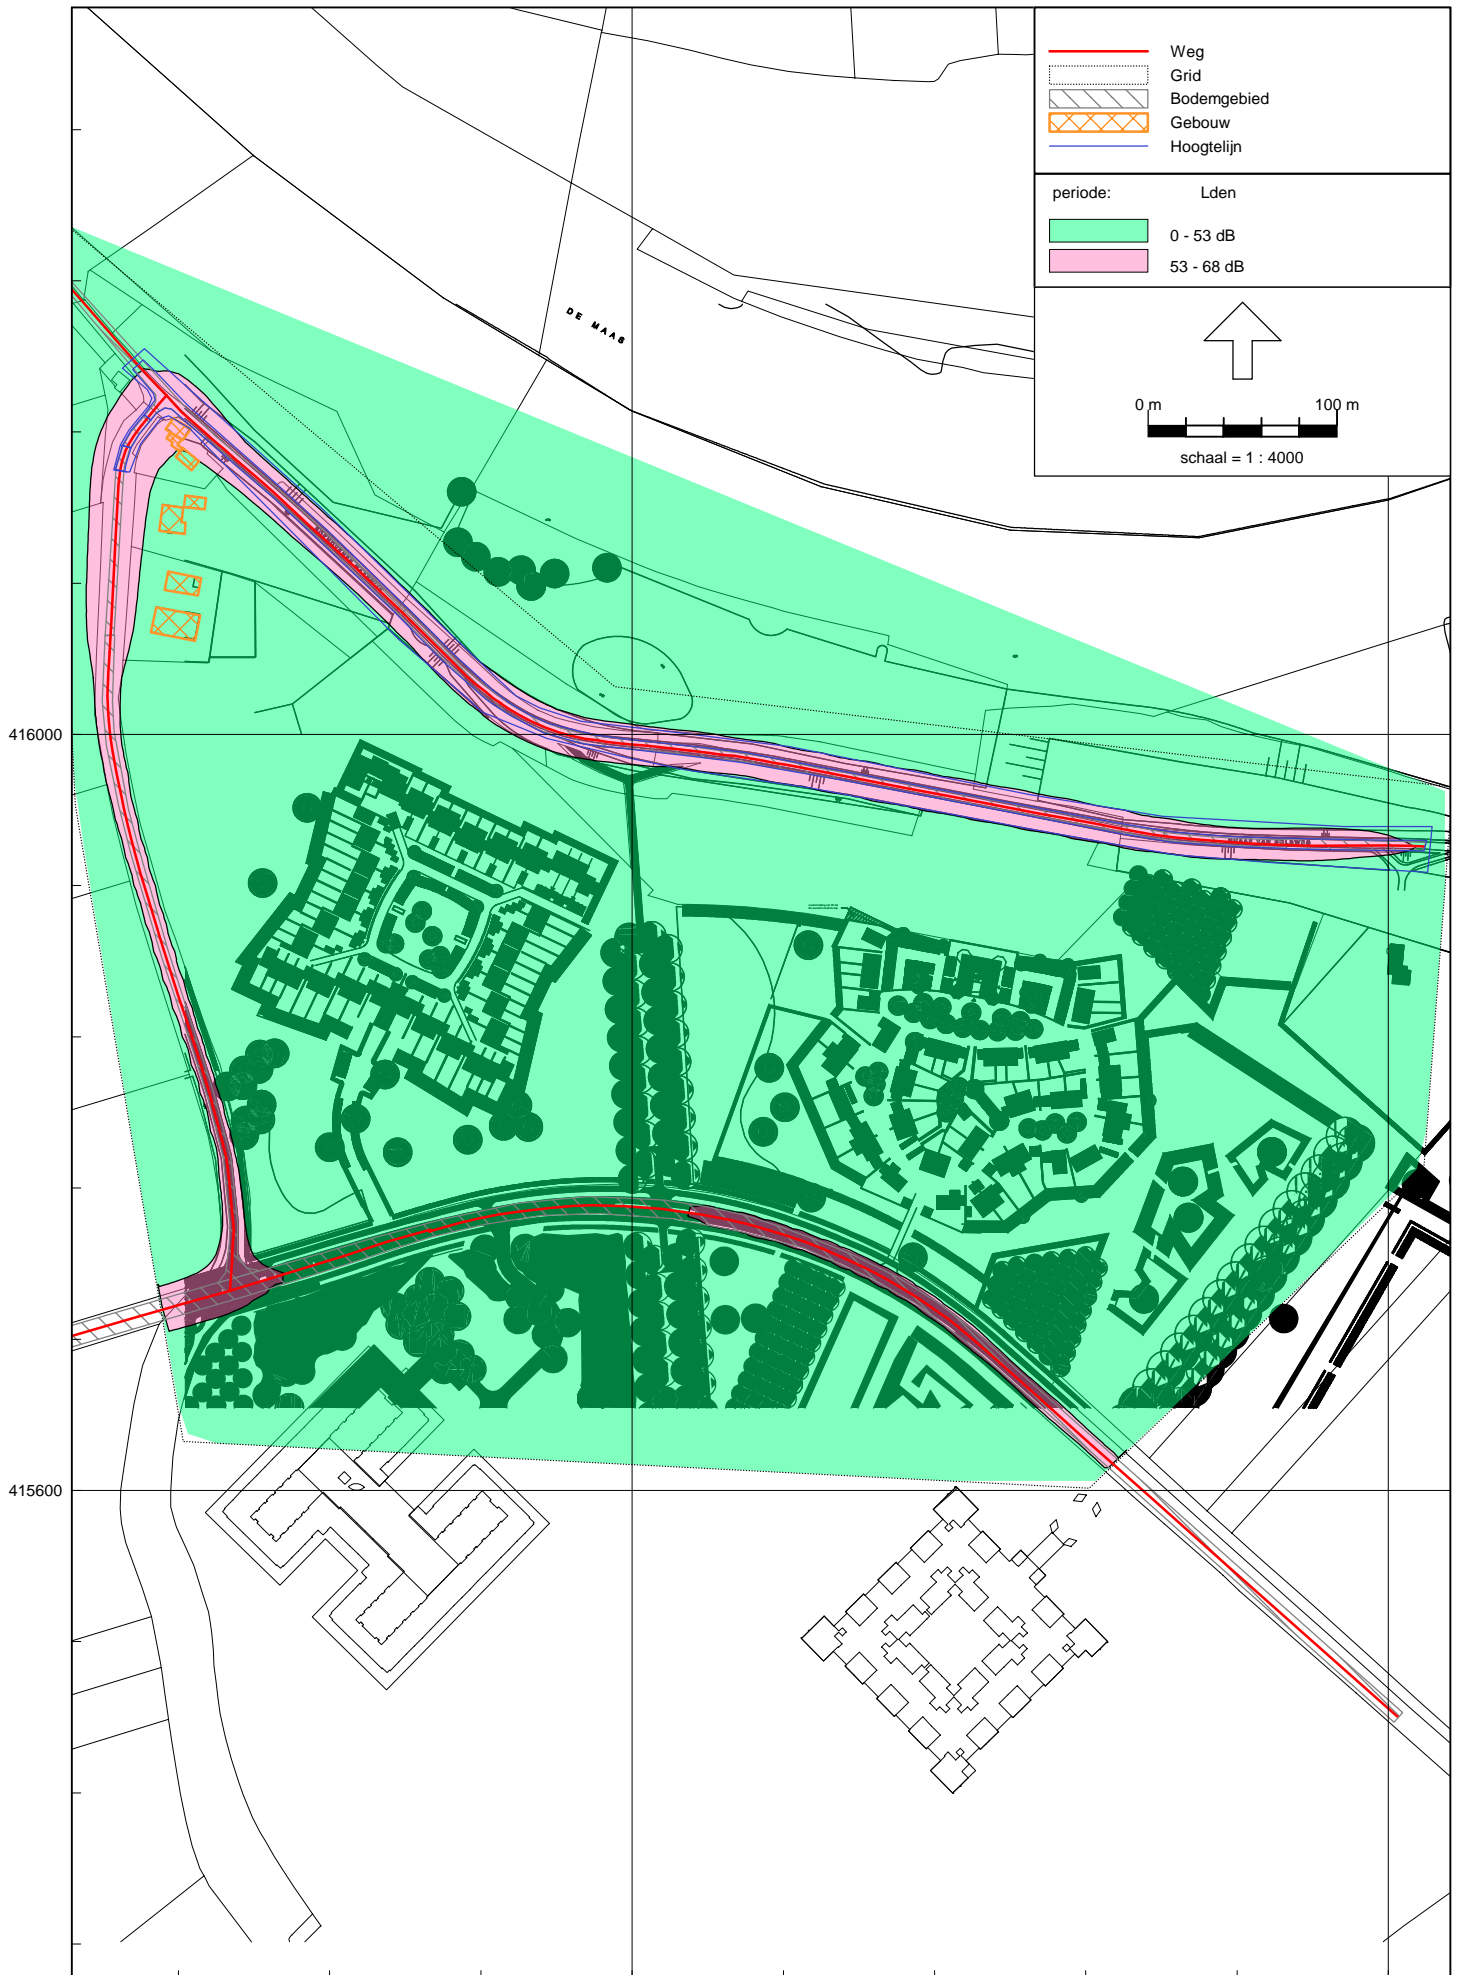 Weg
Grid
Bodemgebied
Gebouw
Hoogtelijn
periode: Lden
0 - 53 dB
53 - 68 dB
0 m 100 m
schaal = 1 : 4000
DE MAAS
416000
415600